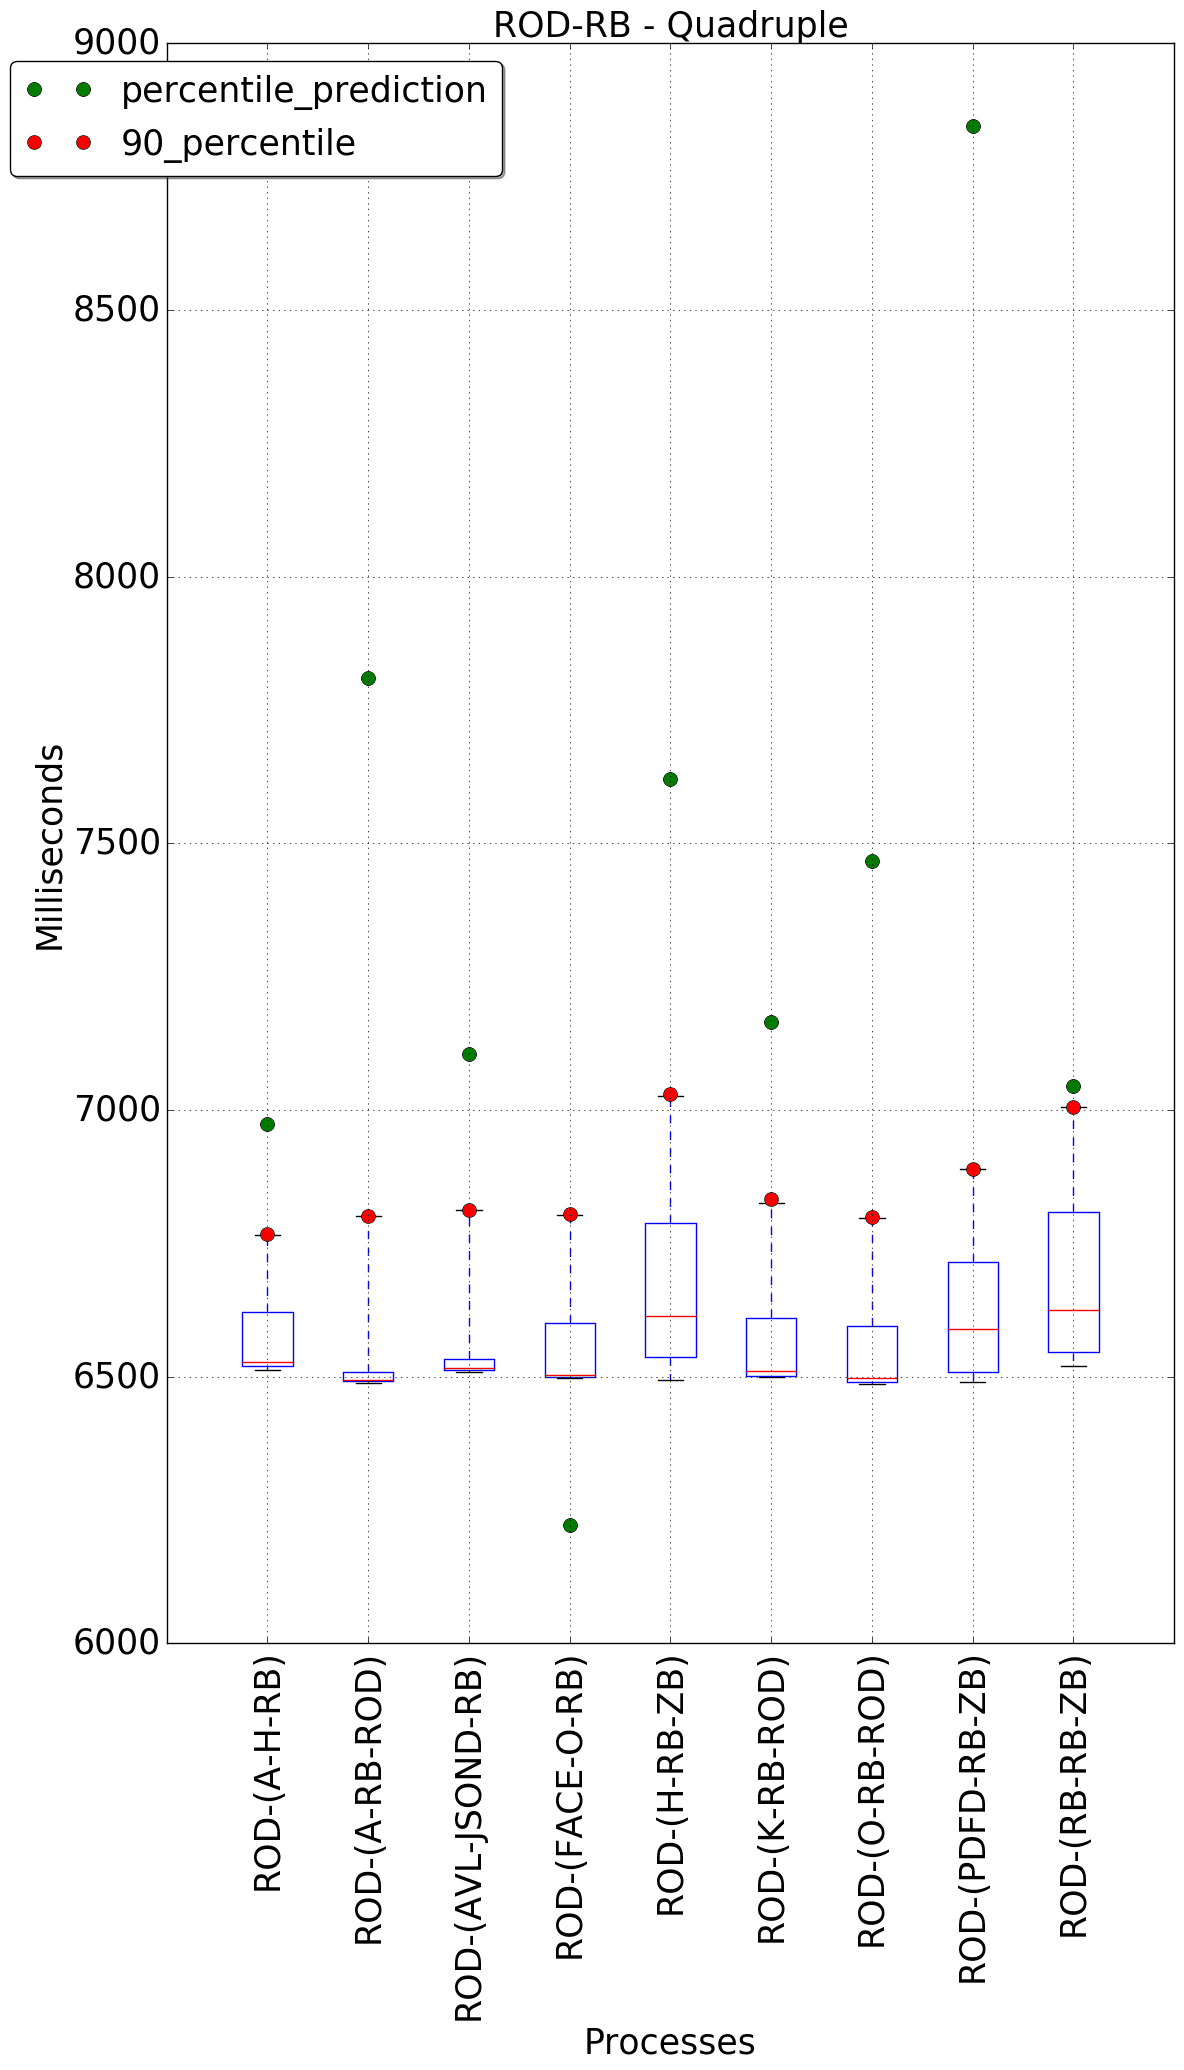 ROD-RB - Quadruple
percentile_prediction
90_percentile
9000
8500
8000
7500
7000
6500
6000
Milliseconds
ROD-(A-H-RB)
ROD-(A-RB-ROD)
ROD-(AVL-JSOND-RB)
ROD-(FACE-O-RB)
ROD-(H-RB-ZB)
ROD-(K-RB-ROD)
ROD-(O-RB-ROD)
ROD-(PDFD-RB-ZB)
ROD-(RB-RB-ZB)
Processes